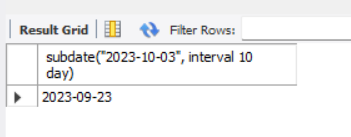 Result Grid Filter Rows:
subdate("2023-10-03", interval 10
day)
2023-09-23